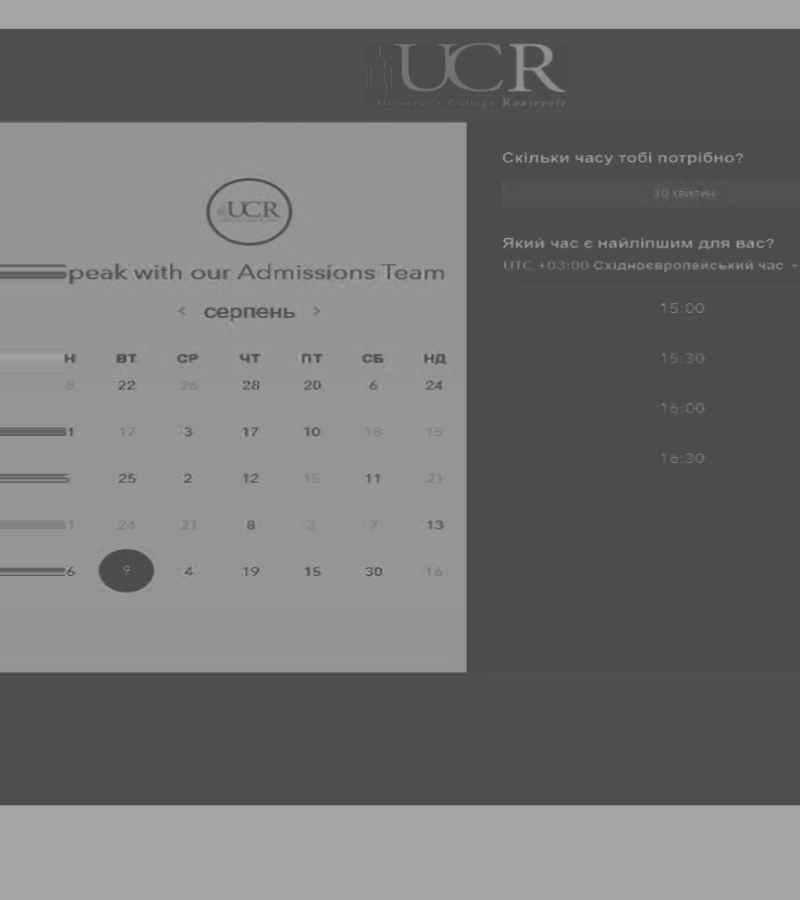 UCR
University College Roosevelt
UCR
peak with our Admissions Team
< серпень >
Н ВТ СР ЧТ ПТ СБ НД
8 22 26 28 20 6 24
1 17 3 17 10 18 15
25 2 12 15 11 21
1 24 21 8 3 7 13
6 9 4 19 15 30 16
Скільки часу тобі потрібно?
30 хвилин
Який час є найліпшим для вас?
UTC +03:00 Східноєвропейський час
15:00
15:30
16:00
16:30